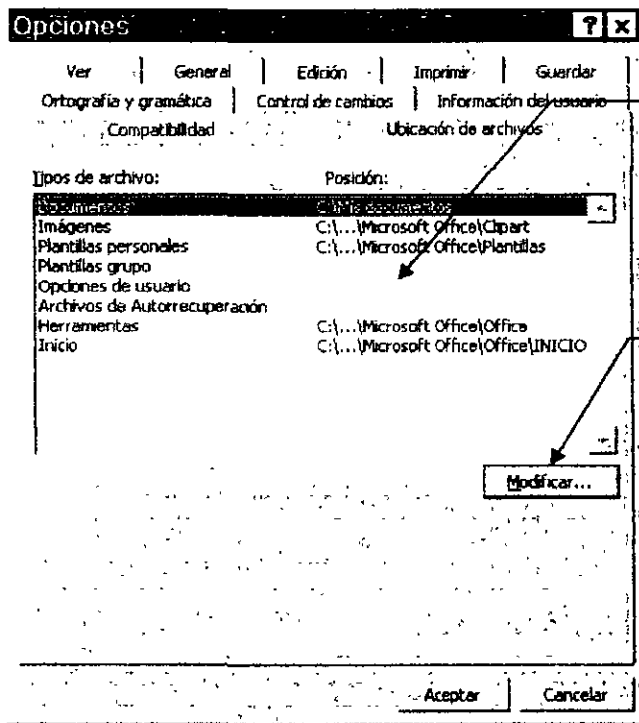 Opciones
Ver General Edición Imprimir Guardar
Ortografía y gramática Control de cambios Información del usuario
Compatibilidad Ubicación de archivos
Tipos de archivo: Posición:
Documentos C:\Mis documentos
Imágenes C:\...\Microsoft Office\Clipart
Plantillas personales C:\...\Microsoft Office\Plantillas
Plantillas grupo
Opciones de usuario
Archivos de Autorrecuperación
Herramientas C:\...\Microsoft Office\Office
Inicio C:\...\Microsoft Office\Office\INICIO
Modificar...
Aceptar Cancelar